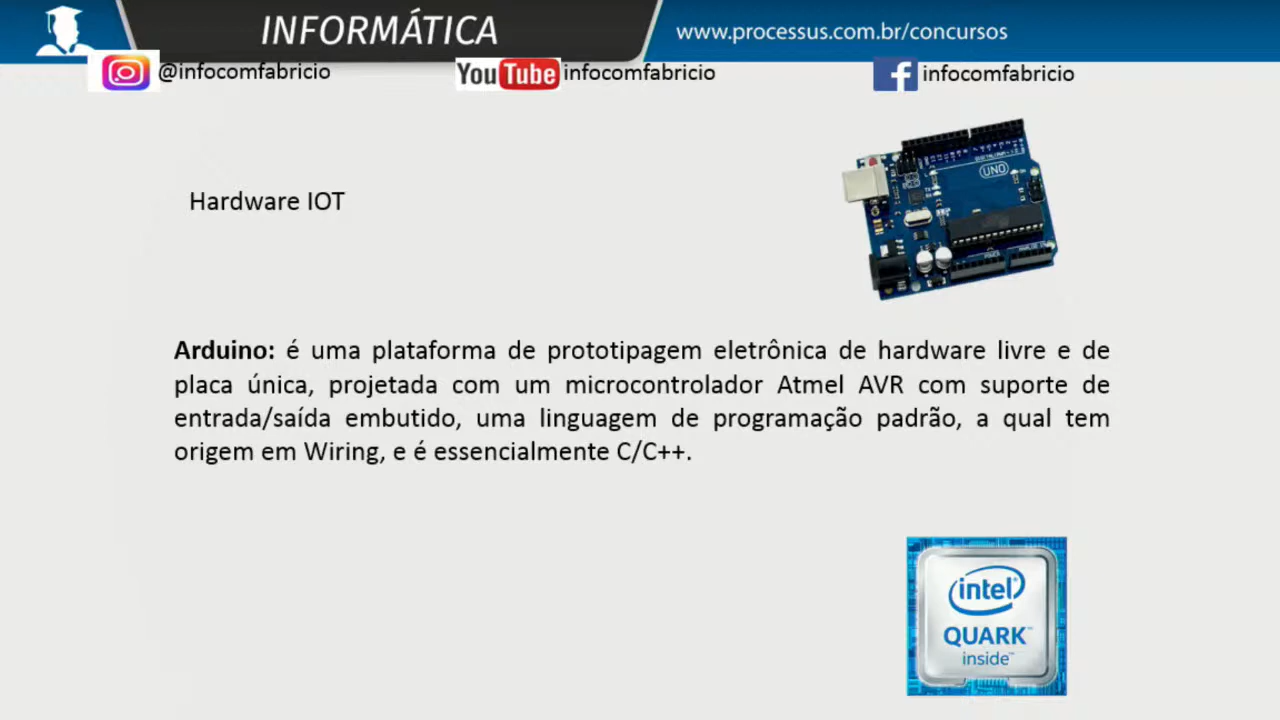 INFORMÁTICA
www.processus.com.br/concursos
@infocomfabricio
YouTube infocomfabricio
infocomfabricio
Hardware IOT
UNO
Arduino: é uma plataforma de prototipagem eletrônica de hardware livre e de
placa única, projetada com um microcontrolador Atmel AVR com suporte de
entrada/saída embutido, uma linguagem de programação padrão, a qual tem
origem em Wiring, e é essencialmente C/C++.
intel
QUARK™
inside™